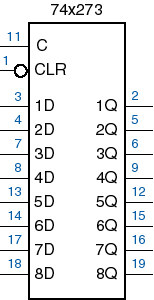 74x273
11 C
1 CLR
3 1D 1Q 2
4 2D 2Q 5
7 3D 3Q 6
8 4D 4Q 9
13 5D 5Q 12
14 6D 6Q 15
17 7D 7Q 16
18 8D 8Q 19